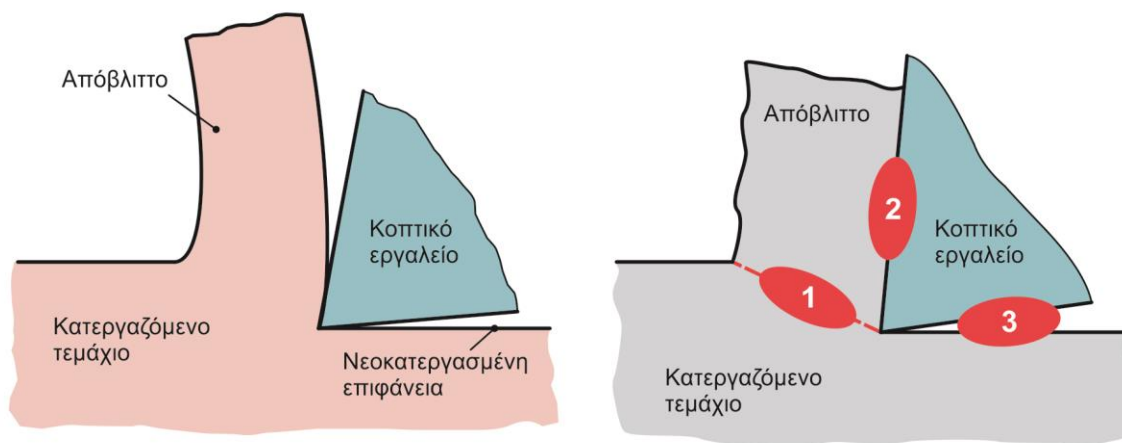 Απόβλιττο
Κοπτικό
εργαλείο
Κατεργαζόμενο
τεμάχιο
Νεοκατεργασμένη
επιφάνεια
Απόβλιττο
2
Κοπτικό
εργαλείο
1
3
Κατεργαζόμενο
τεμάχιο